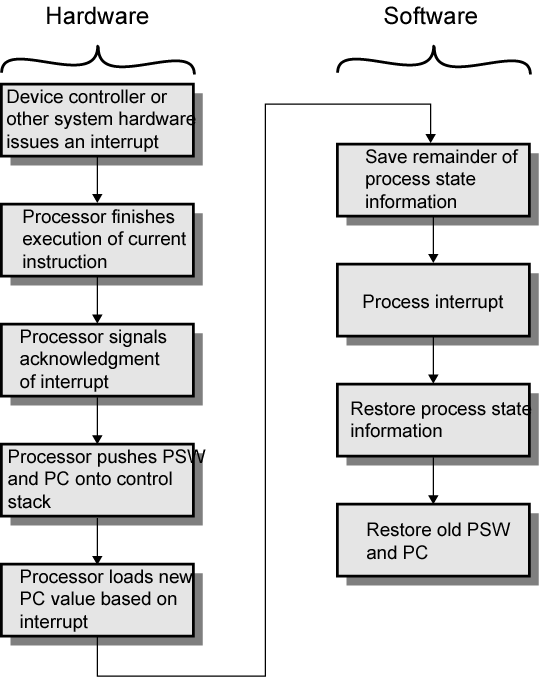 Hardware
Device controller or
other system hardware
issues an interrupt
Processor finishes
execution of current
instruction
Processor signals
acknowledgment
of interrupt
Processor pushes PSW
and PC onto control
stack
Processor loads new
PC value based on
interrupt
Software
Save remainder of
process state
information
Process interrupt
Restore process state
information
Restore old PSW
and PC